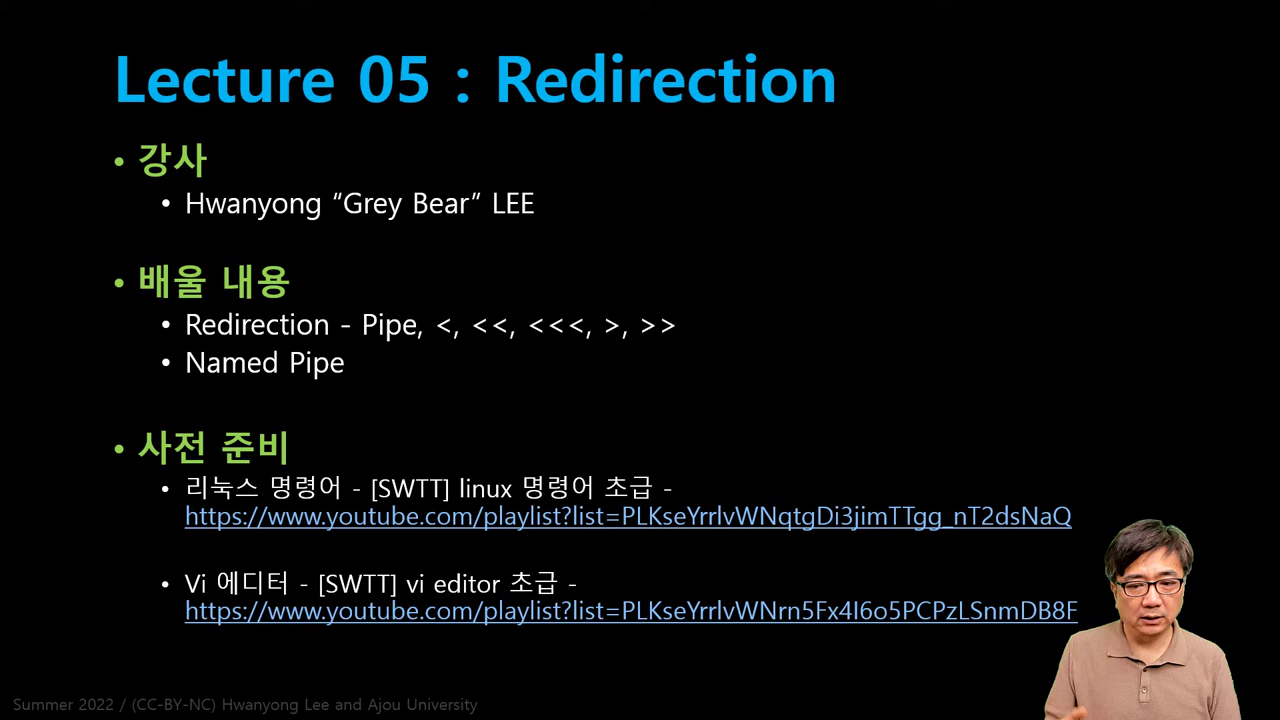 Lecture 05 : Redirection
• 강사
• Hwanyong “Grey Bear” LEE
• 배울 내용
• Redirection - Pipe, <, <<, <<<, >, >>
• Named Pipe
• 사전 준비
• 리눅스 명령어 - [SWTT] linux 명령어 초급 -
https://www.youtube.com/playlist?list=PLKseYrrlvWNqtgDi3jimTTgg_nT2dsNaQ
• Vi 에디터 - [SWTT] vi editor 초급 -
https://www.youtube.com/playlist?list=PLKseYrrlvWNrn5Fx4I6o5PCPzLSnmDB8F
Summer 2022 / (CC-BY-NC) Hwanyong Lee and Ajou University